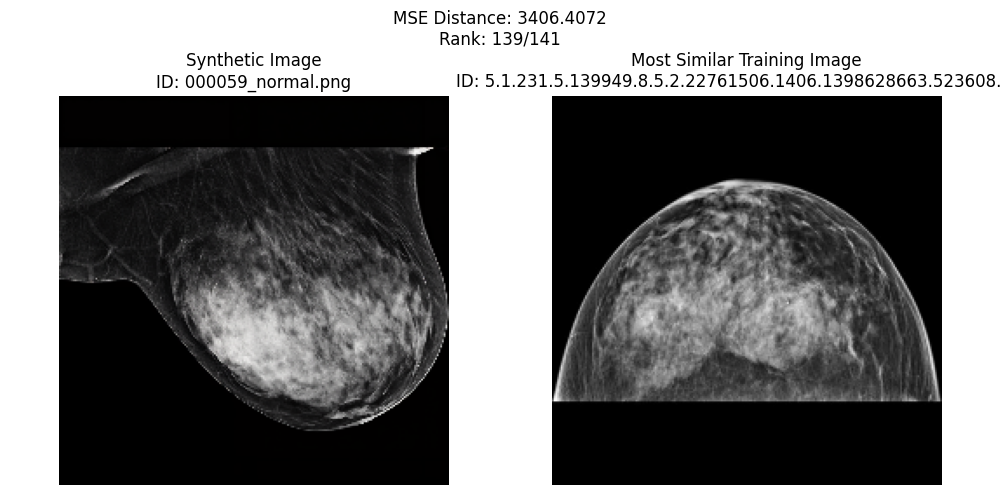 MSE Distance: 3406.4072
Rank: 139/141
Synthetic Image
ID: 000059_normal.png
Most Similar Training Image
ID: 5.1.231.5.139949.8.5.2.22761506.1406.1398628663.523608.